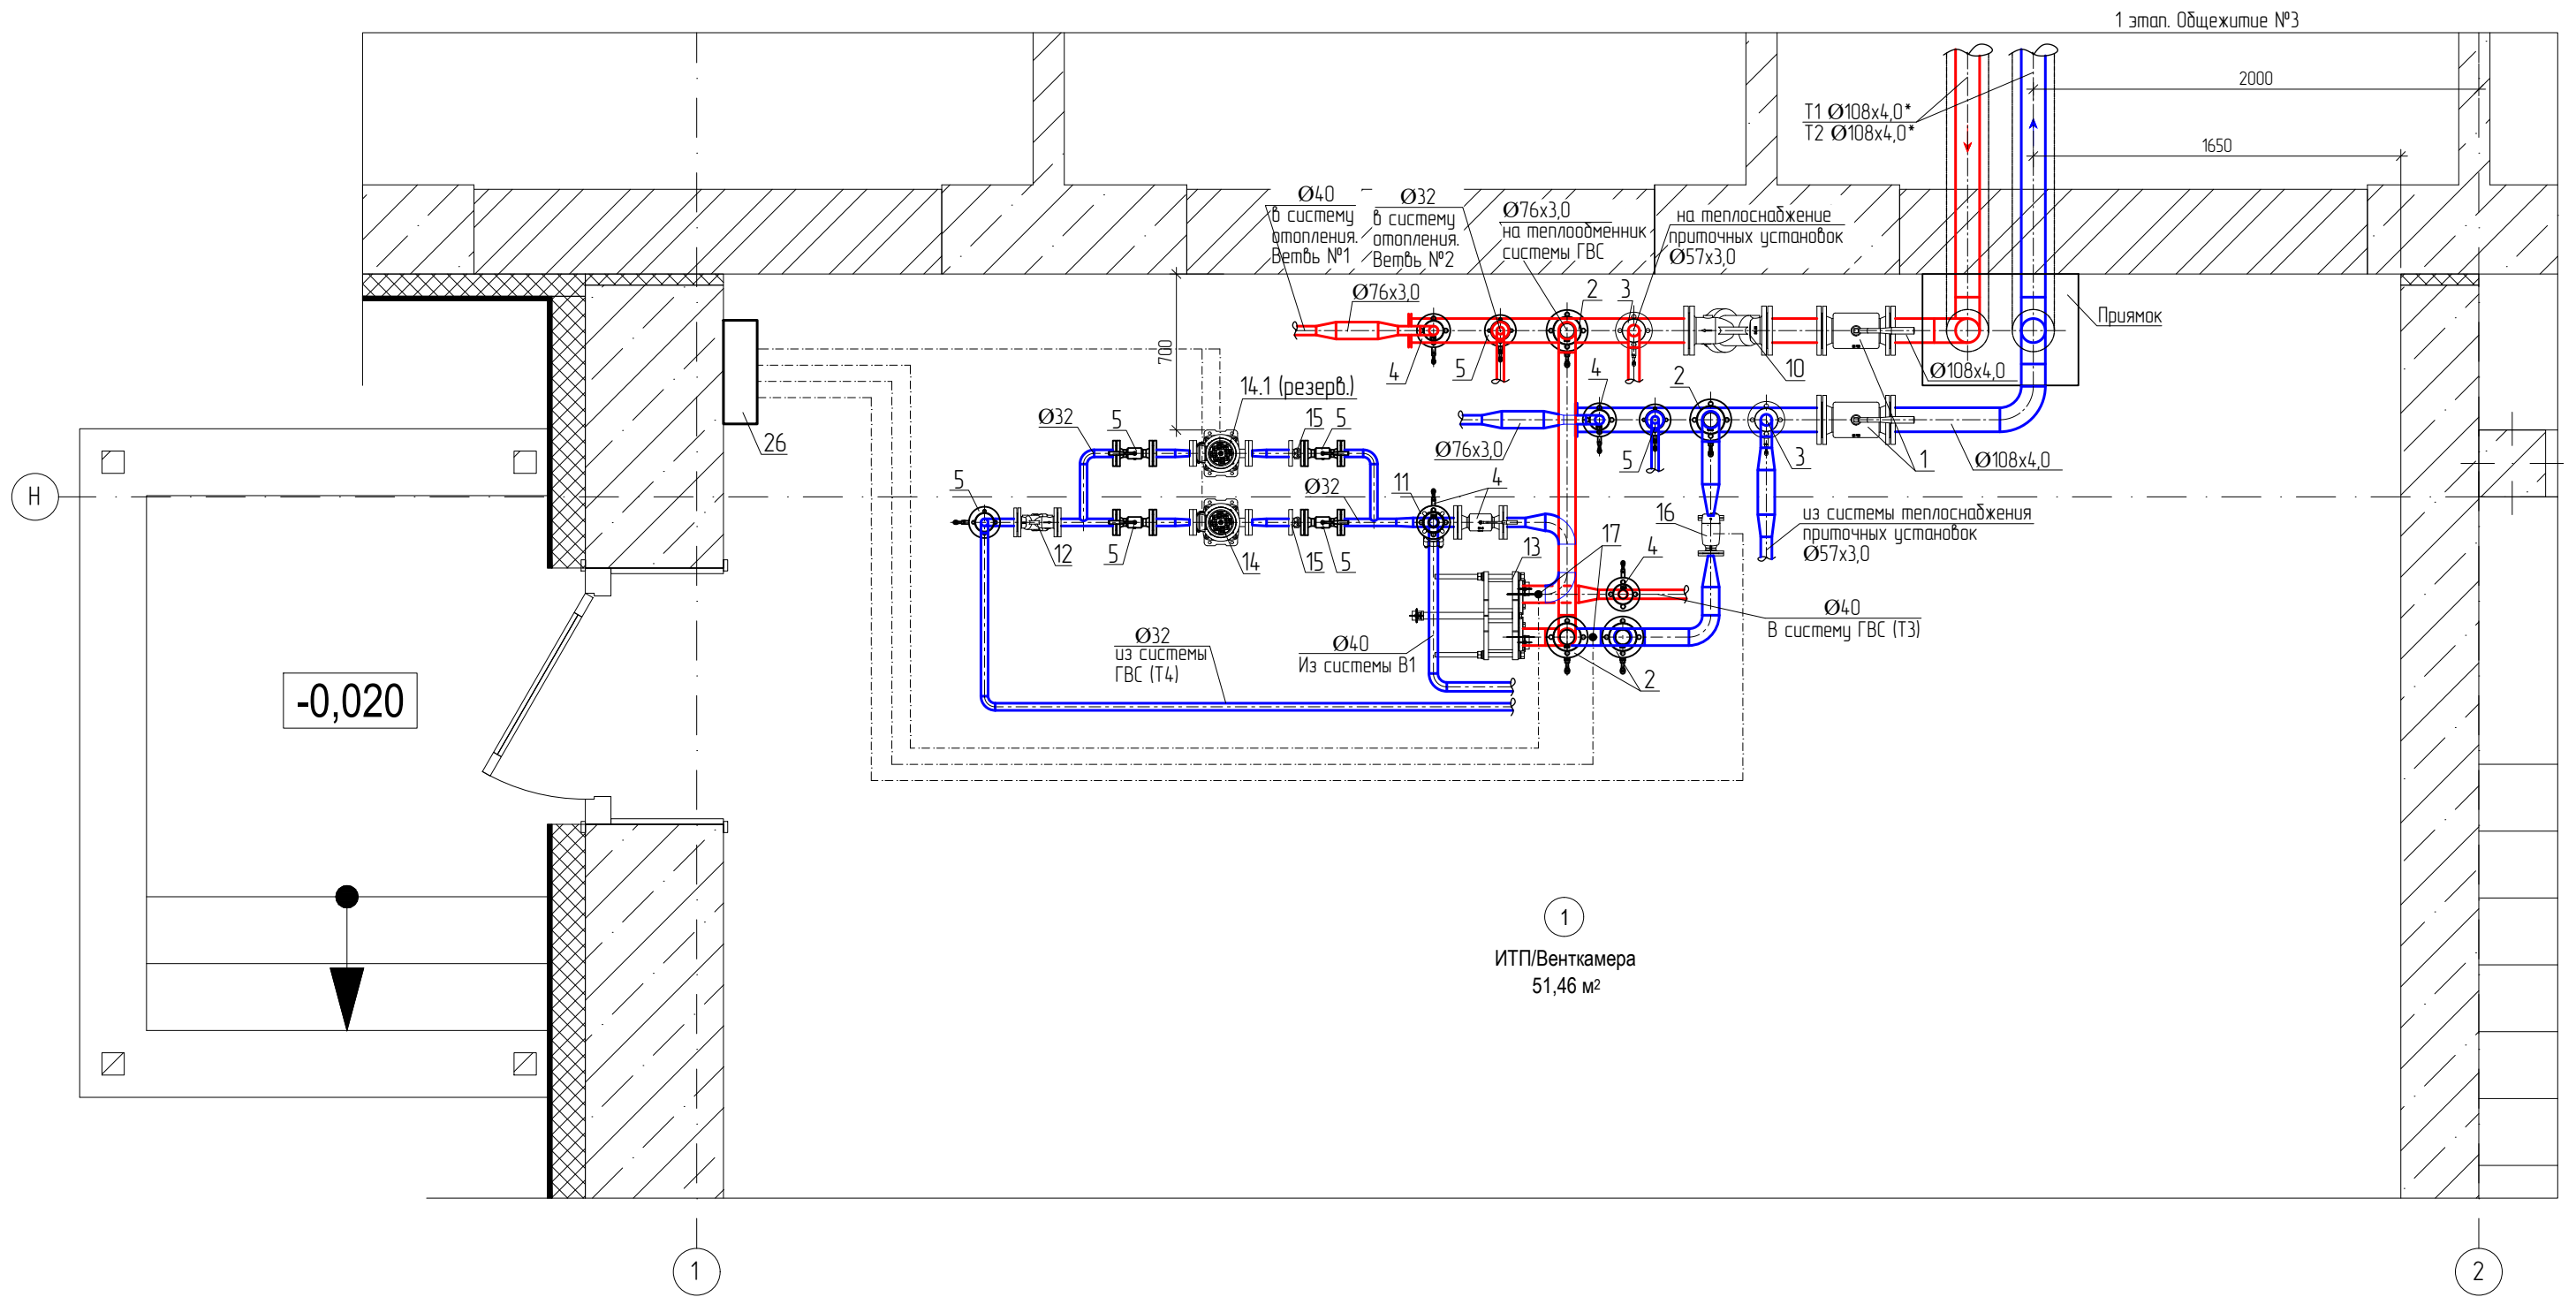 1 этап. Общежитие №3
2000
T1 Ø108x4,0*
T2 Ø108x4,0*
1650
Ø40
в систему
отопления.
Ветвь №1
Ø32
в систему
отопления.
Ветвь №2
Ø76x3,0
на теплообменник
системы ГВС
на теплоснабжение
приточных установок
Ø57x3,0
Ø76x3,0
2
3
Приямок
700
4
5
10
Ø108x4,0
14.1 (резерв.)
4
2
Ø32
5
15
5
26
Ø76x3,0
5
3
1
Ø108x4,0
Н
5
Ø32
11
4
16
из системы теплоснабжения
приточных установок
Ø57x3,0
12
5
14
15
5
13
17
4
Ø40
В систему ГВС (Т3)
Ø32
из системы
ГВС (Т4)
Ø40
Из системы В1
2
-0,020
1
ИТП/Венткамера
51,46 м²
1
2